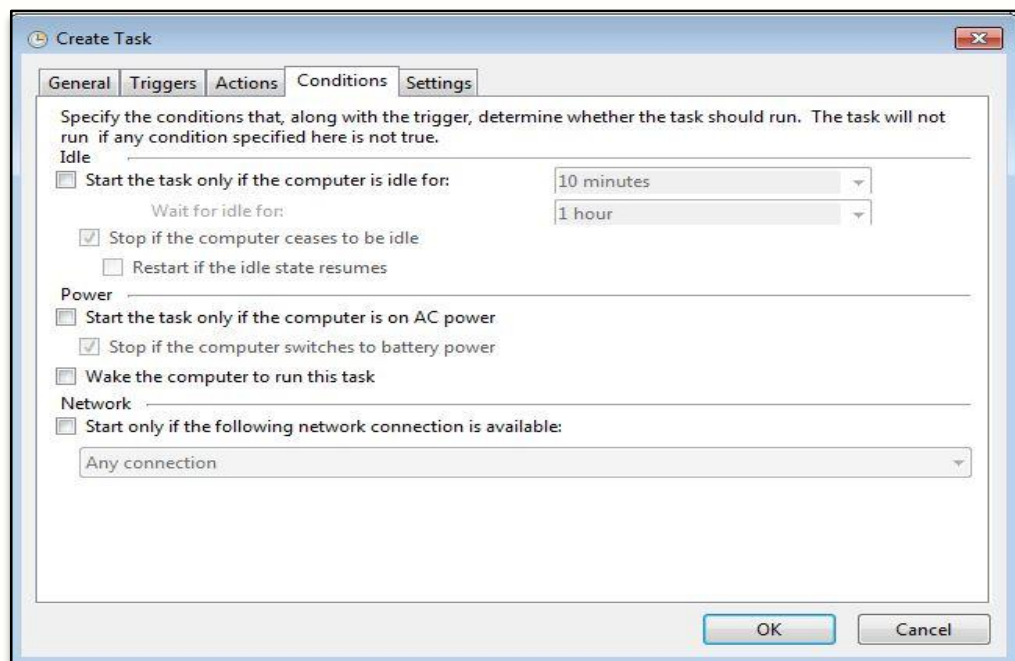 Create Task
General Triggers Actions Conditions Settings
Specify the conditions that, along with the trigger, determine whether the task should run. The task will not
run if any condition specified here is not true.
Idle
Start the task only if the computer is idle for: 10 minutes
Wait for idle for: 1 hour
Stop if the computer ceases to be idle
Restart if the idle state resumes
Power
Start the task only if the computer is on AC power
Stop if the computer switches to battery power
Wake the computer to run this task
Network
Start only if the following network connection is available:
Any connection
OK Cancel